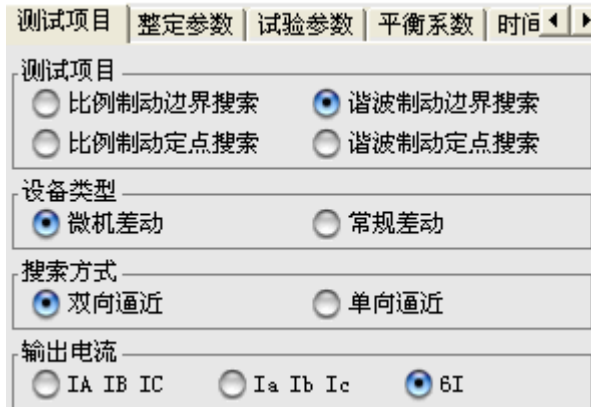 测试项目 整定参数 试验参数 平衡系数 时间
测试项目
比例制动边界搜索 谐波制动边界搜索
比例制动定点搜索 谐波制动定点搜索
设备类型
微机差动 常规差动
搜索方式
双向逼近 单向逼近
输出电流
IA IB IC Ia Ib Ic 6I